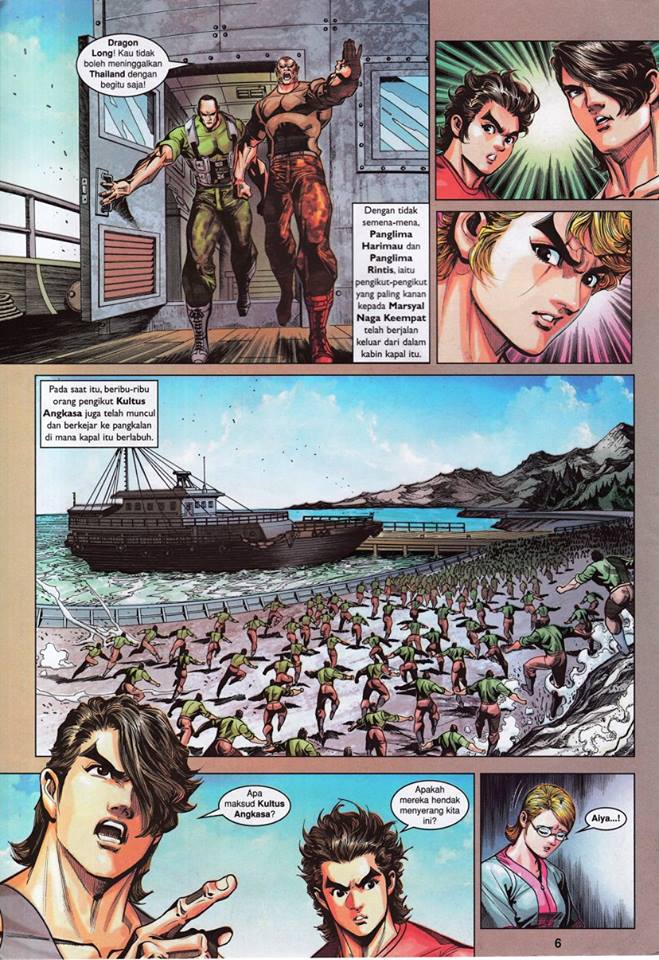 Dragon
Long! Kau tidak
boleh meninggalkan
Thailand dengan
begitu saja!
Dengan tidak
semena-mena,
Panglima
Harimau dan
Panglima
Rintis, iaitu
pengikut-pengikut
yang paling kanan
kepada Marsyal
Naga Keempat
telah berjalan
keluar dari dalam
kabin kapal itu.
Pada saat itu, beribu-ribu
orang pengikut Kultus
Angkasa juga telah muncul
dan berkejar ke pangkalan
di mana kapal itu berlabuh.
Apa
maksud Kultus
Angkasa?
Apakah
mereka hendak
menyerang kita
ini?
Aiya...!
6